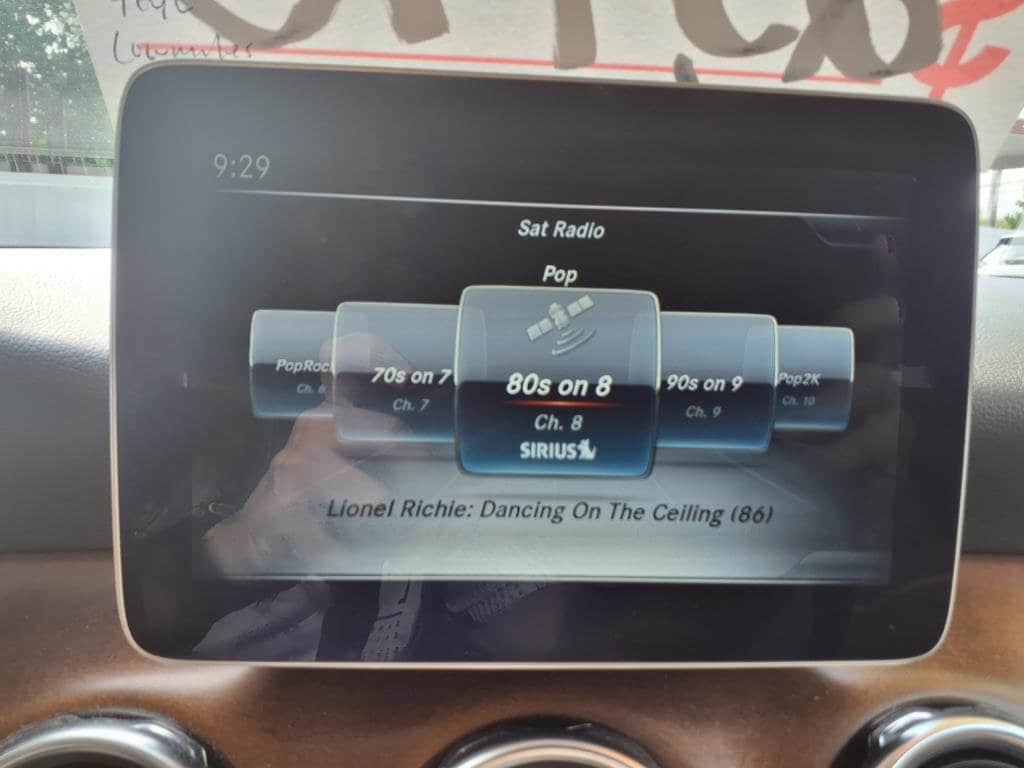 9:29
Sat Radio
Pop
70s on 7
Ch. 7
80s on 8
Ch. 8
SIRIUS
90s on 9
Ch. 9
Pop2K
Ch. 10
Lionel Richie: Dancing On The Ceiling (86)